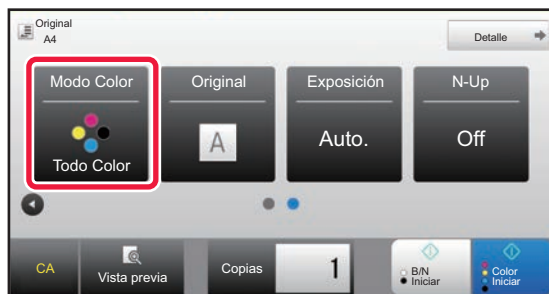 Original
A4
Detalle
Modo Color
Original
Exposición
N-Up
A
Auto.
Off
Todo Color
CA
Vista previa
Copias
1
B/N
Iniciar
Color
Iniciar